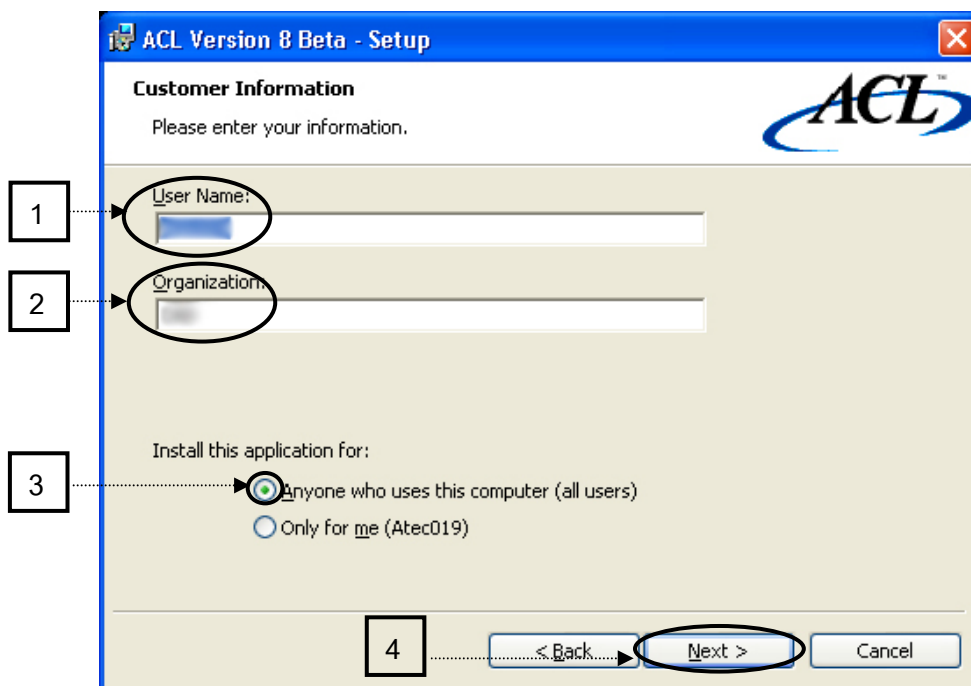 ACL Version 8 Beta - Setup
Customer Information
Please enter your information.
ACL™
1
User Name:
2
Organization:
Install this application for:
3
Anyone who uses this computer (all users)
Only for me (Atec019)
4
< Back
Next >
Cancel